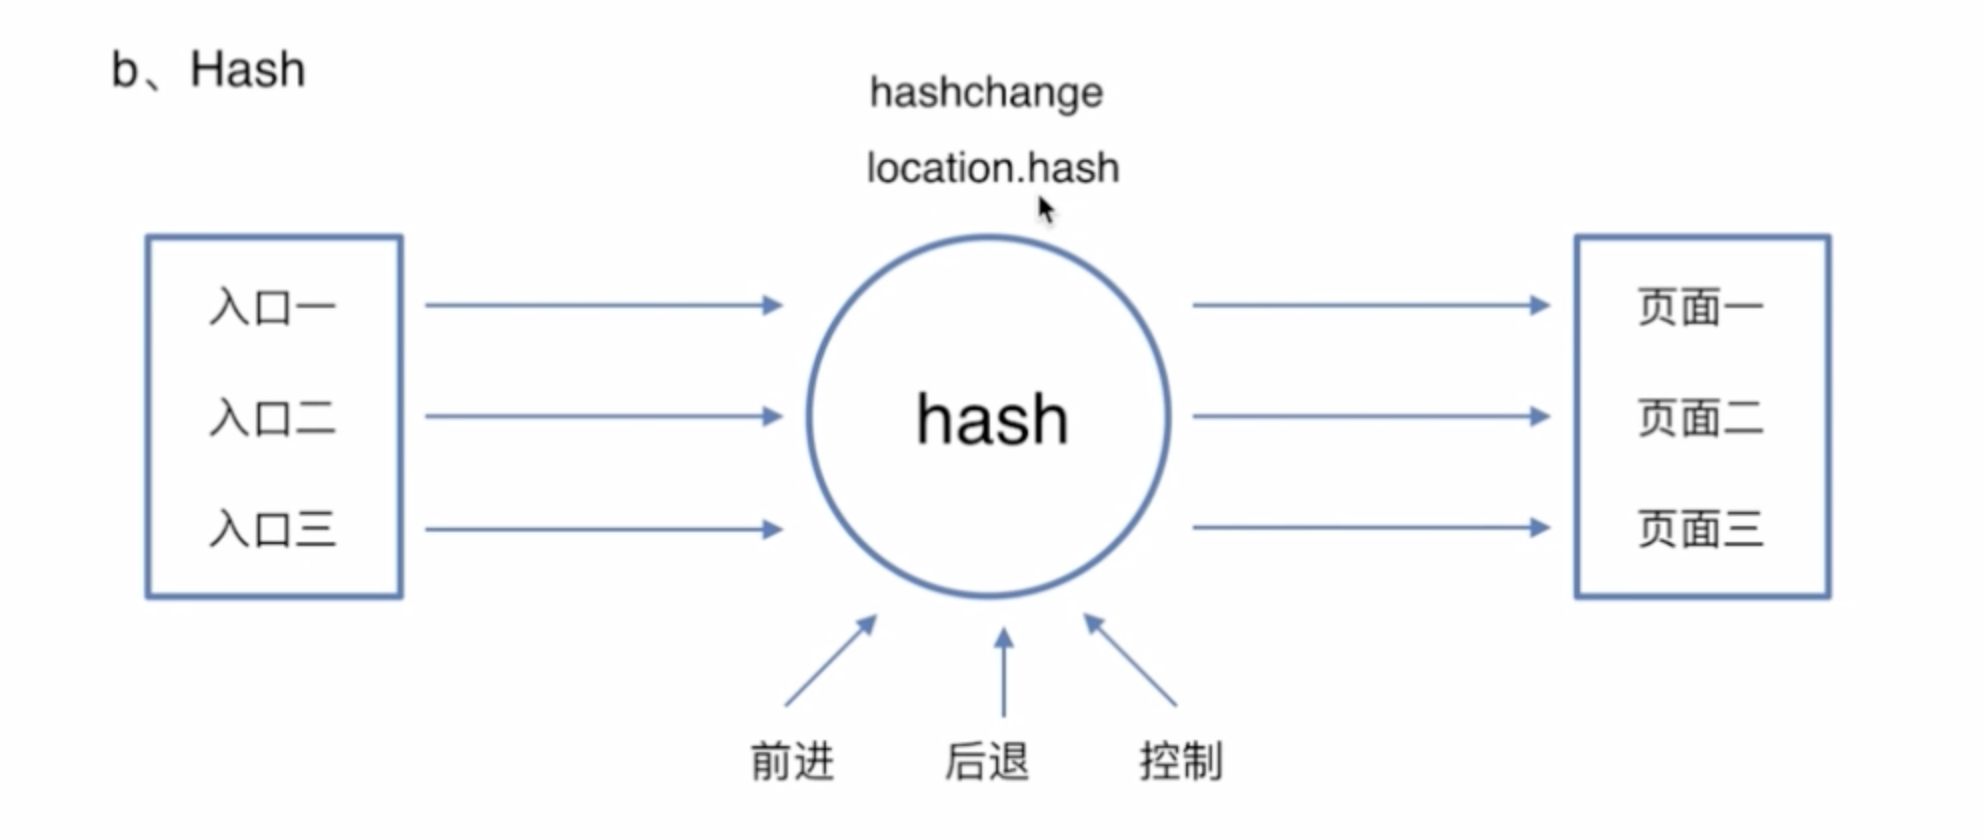 b、Hash
hashchange
location.hash
入口一
入口二
入口三
hash
页面一
页面二
页面三
前进
后退
控制